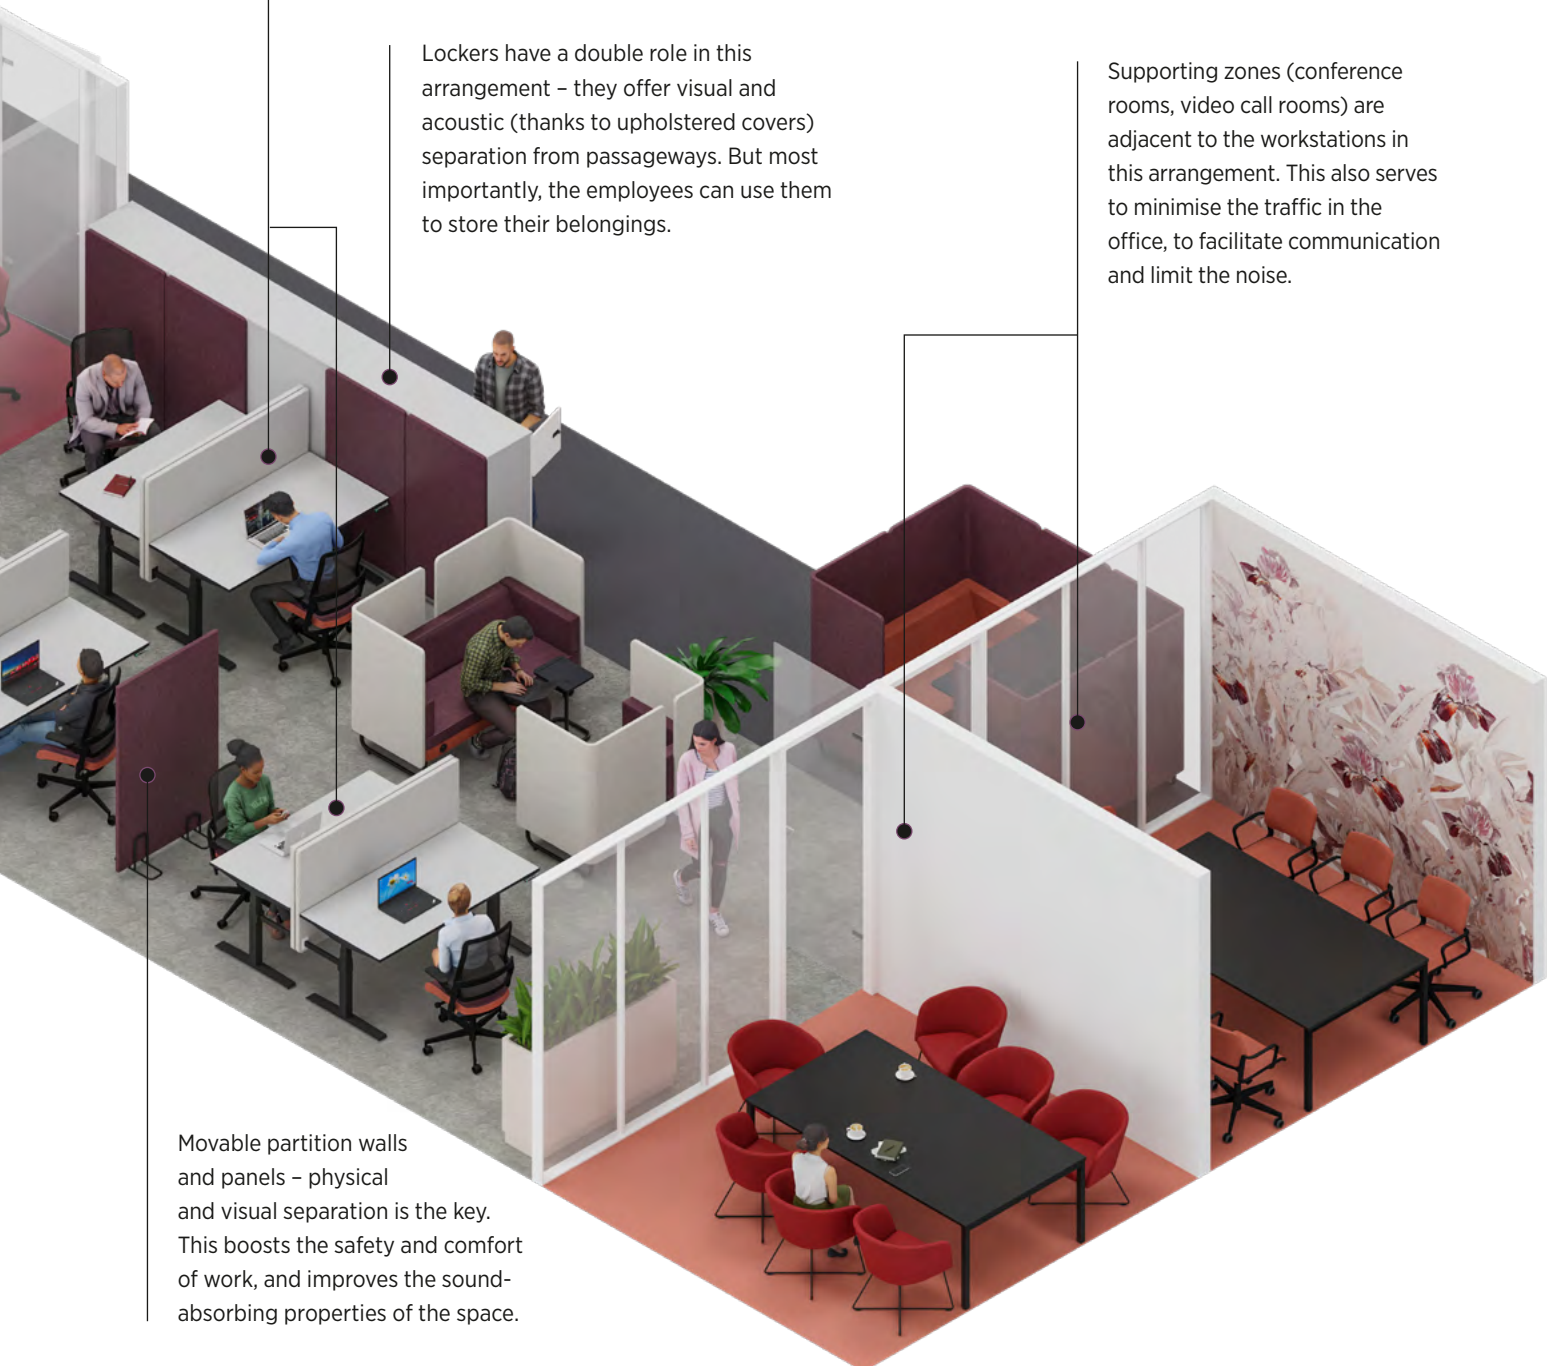 Lockers have a double role in this
arrangement – they offer visual and
acoustic (thanks to upholstered covers)
separation from passageways. But most
importantly, the employees can use them
to store their belongings.
Supporting zones (conference
rooms, video call rooms) are
adjacent to the workstations in
this arrangement. This also serves
to minimise the traffic in the
office, to facilitate communication
and limit the noise.
Movable partition walls
and panels – physical
and visual separation is the key.
This boosts the safety and comfort
of work, and improves the sound-
absorbing properties of the space.